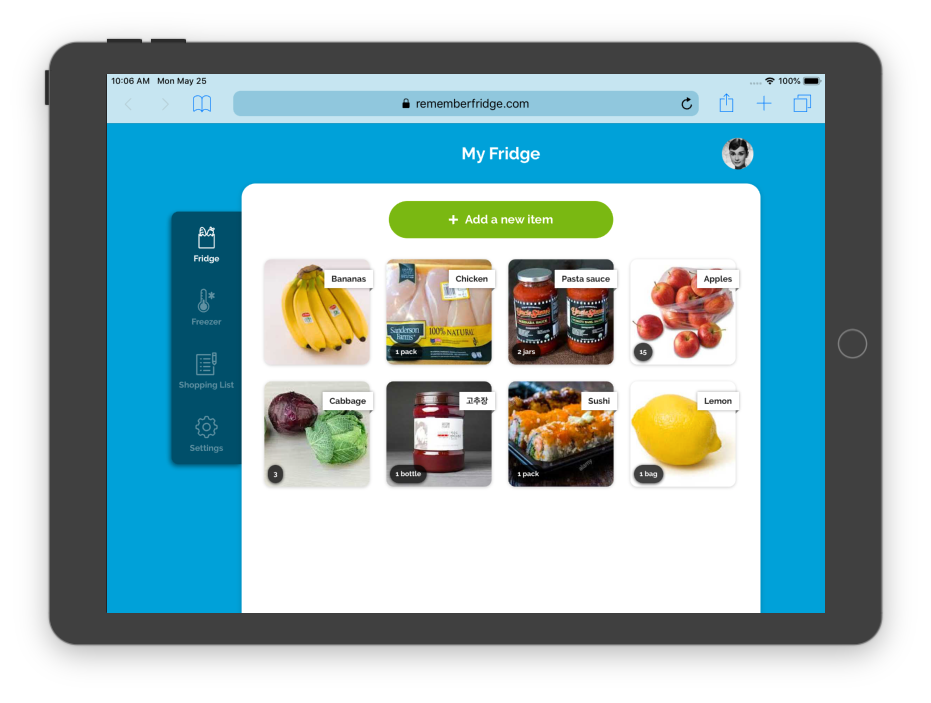 10:06 AM Mon May 25
100%
rememberfridge.com
My Fridge
+ Add a new item
Fridge
Freezer
Shopping List
Settings
Bananas
Chicken
Sanderson
Farms
100% NATURAL
1 pack
Pasta sauce
2 jars
Apples
15
Cabbage
3
고추장
1 bottle
Sushi
1 pack
Lemon
1 bag